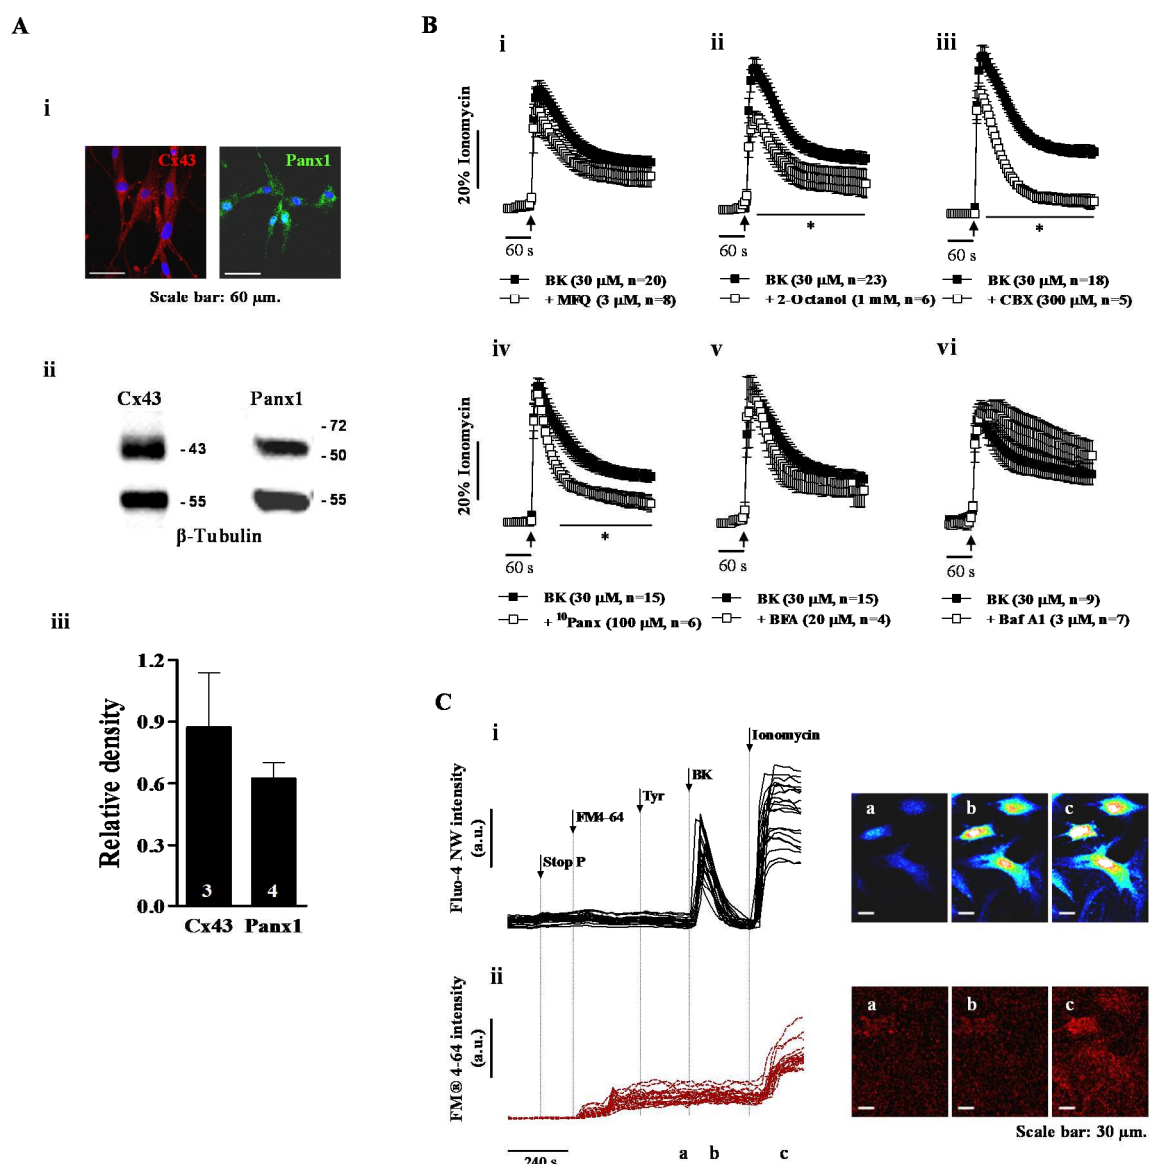 A
i
Cx43
Panx1
Scale bar: 60 µm.
ii
Cx43
Panx1
- 43
- 72
- 50
- 55
- 55
β-Tubulin
iii
Relative density
1.2
0.9
0.6
0.3
0.0
3
4
Cx43 Panx1
B
i
20% Ionomycin
60 s
BK (30 µM, n=20)
+ MFQ (3 µM, n=8)
ii
*
60 s
BK (30 µM, n=23)
+ 2-Octanol (1 mM, n=6)
iii
*
60 s
BK (30 µM, n=18)
+ CBX (300 µM, n=5)
iv
20% Ionomycin
*
60 s
BK (30 µM, n=15)
+ ¹⁰Panx (100 µM, n=6)
v
60 s
BK (30 µM, n=15)
+ BFA (20 µM, n=4)
vi
60 s
BK (30 µM, n=9)
+ Baf A1 (3 µM, n=7)
C
i
Fluo-4 NW intensity
(a.u.)
Stop P
FM4-64
Tyr
BK
Ionomycin
a
b
c
ii
FM® 4-64 intensity
(a.u.)
240 s
a
b
c
a
b
c
Scale bar: 30 µm.